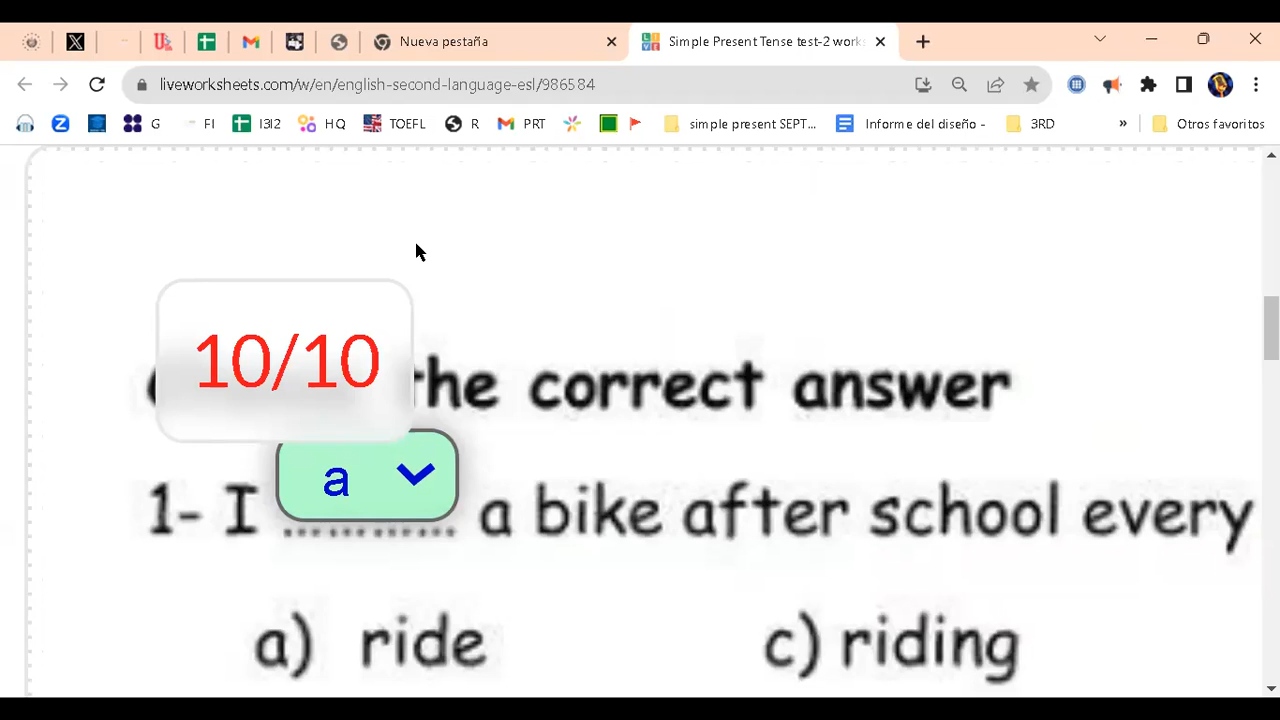 Nueva pestaña
Simple Present Tense test-2 works
liveworksheets.com/w/en/english-second-language-esl/986584
G FI I3I2 HQ TOEFL R PRT simple present SEPT... Informe del diseño - 3RD » Otros favoritos
10/10
the correct answer
a
1- I ............ a bike after school every
a) ride c) riding